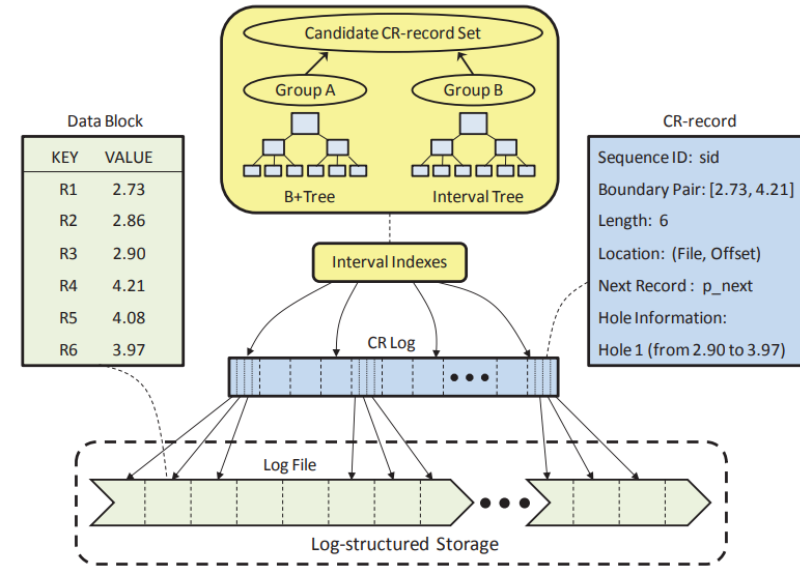 Candidate CR-record Set
Group A
Group B
B+Tree
Interval Tree
Data Block
KEY VALUE
R1 2.73
R2 2.86
R3 2.90
R4 4.21
R5 4.08
R6 3.97
CR-record
Sequence ID: sid
Boundary Pair: [2.73, 4.21]
Length: 6
Location: (File, Offset)
Next Record : p_next
Hole Information:
Hole 1 (from 2.90 to 3.97)
Interval Indexes
CR Log
Log File
Log-structured Storage